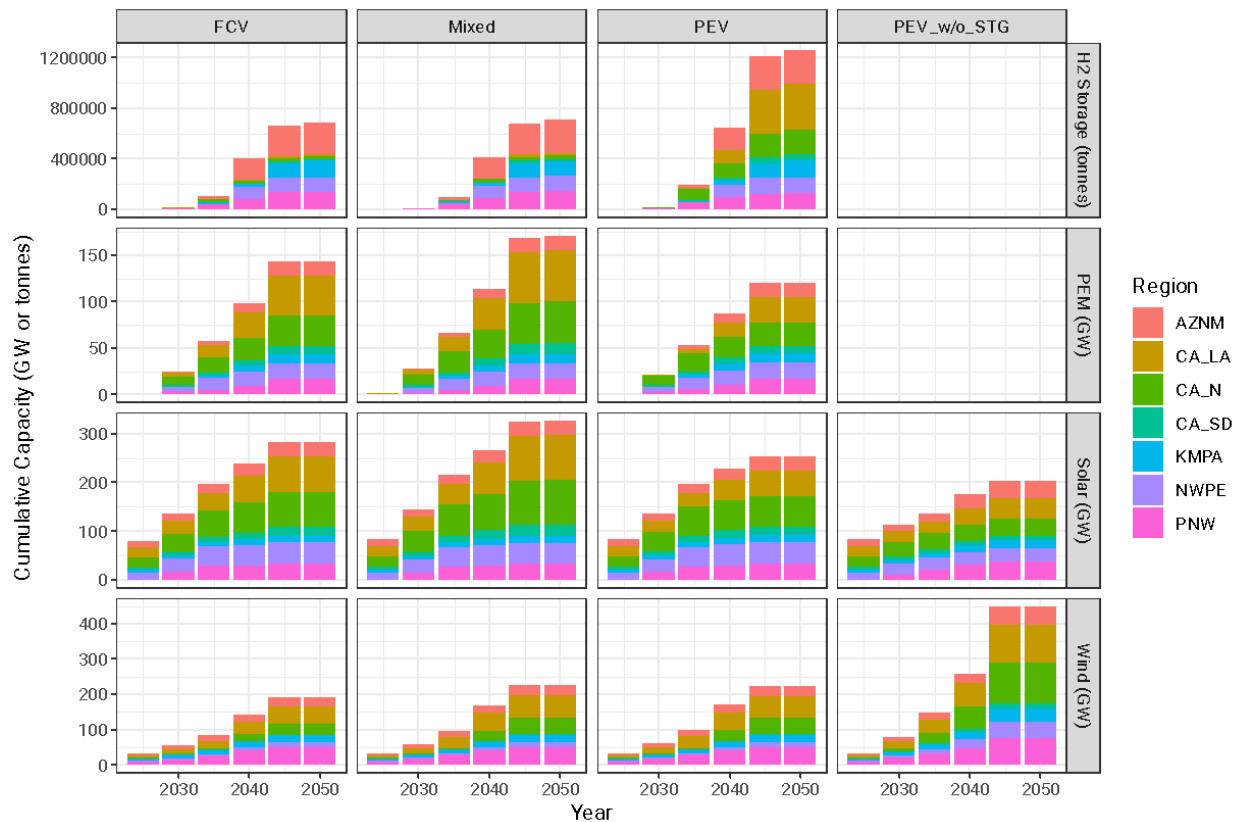 FCV
Mixed
PEV
PEV_w/o_STG
Cumulative Capacity (GW or tonnes)
1200000
800000
400000
0
H2 Storage (tonnes)
150
100
50
0
PEM (GW)
300
200
100
0
Solar (GW)
400
300
200
100
0
Wind (GW)
2030 2040 2050
2030 2040 2050
2030 2040 2050
2030 2040 2050
Year
Region
AZNM
CA_LA
CA_N
CA_SD
KMPA
NWPE
PNW